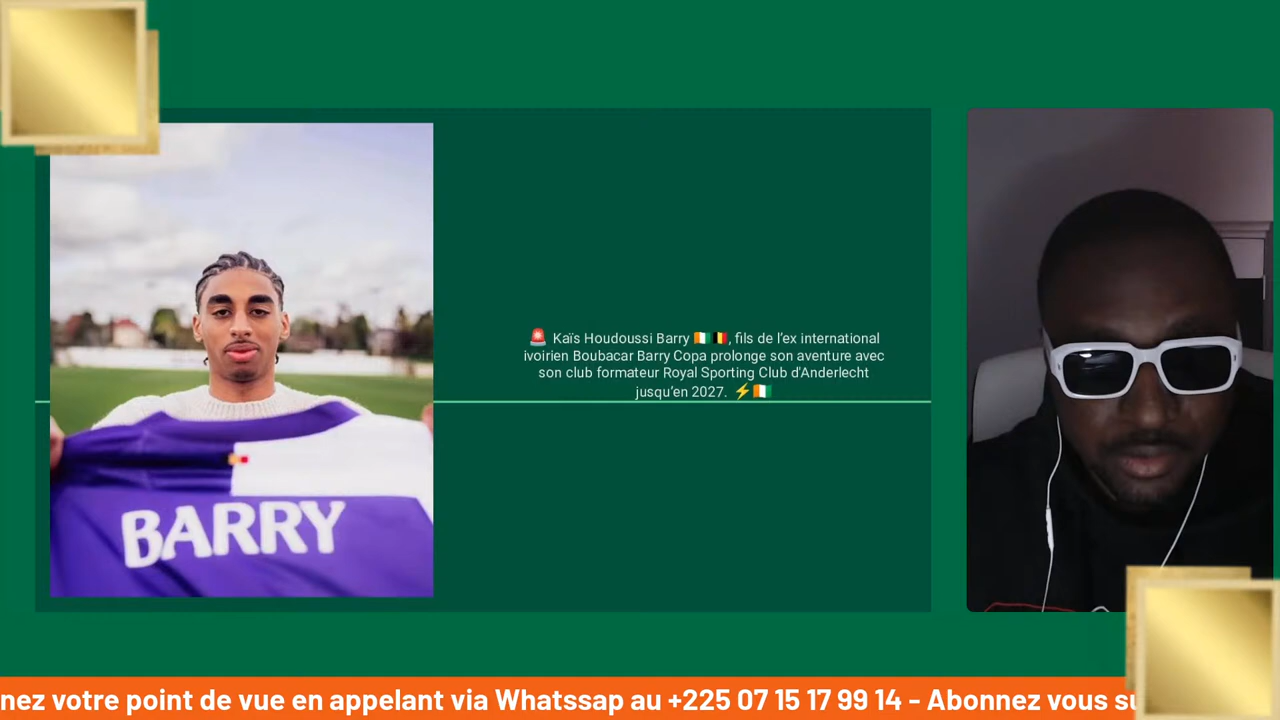 🚨 Kaïs Houdoussi Barry 🇨🇮🇧🇪, fils de l'ex international
ivoirien Boubacar Barry Copa prolonge son aventure avec
son club formateur Royal Sporting Club d'Anderlecht
jusqu'en 2027. ⚡🇨🇮
BARRY
nez votre point de vue en appelant via Whatssap au +225 07 15 17 99 14 - Abonnez vous